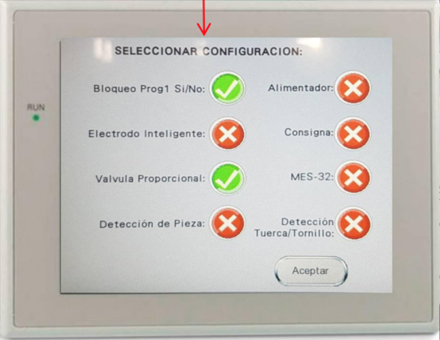 SELECCIONAR CONFIGURACION:
Bloqueo Prog1 Si/No:
Alimentador:
RUN
Electrodo Inteligente:
Consigna:
Valvula Proporcional:
MES-32:
Detección de Pieza:
Detección
Tuerca/Tornillo:
Aceptar